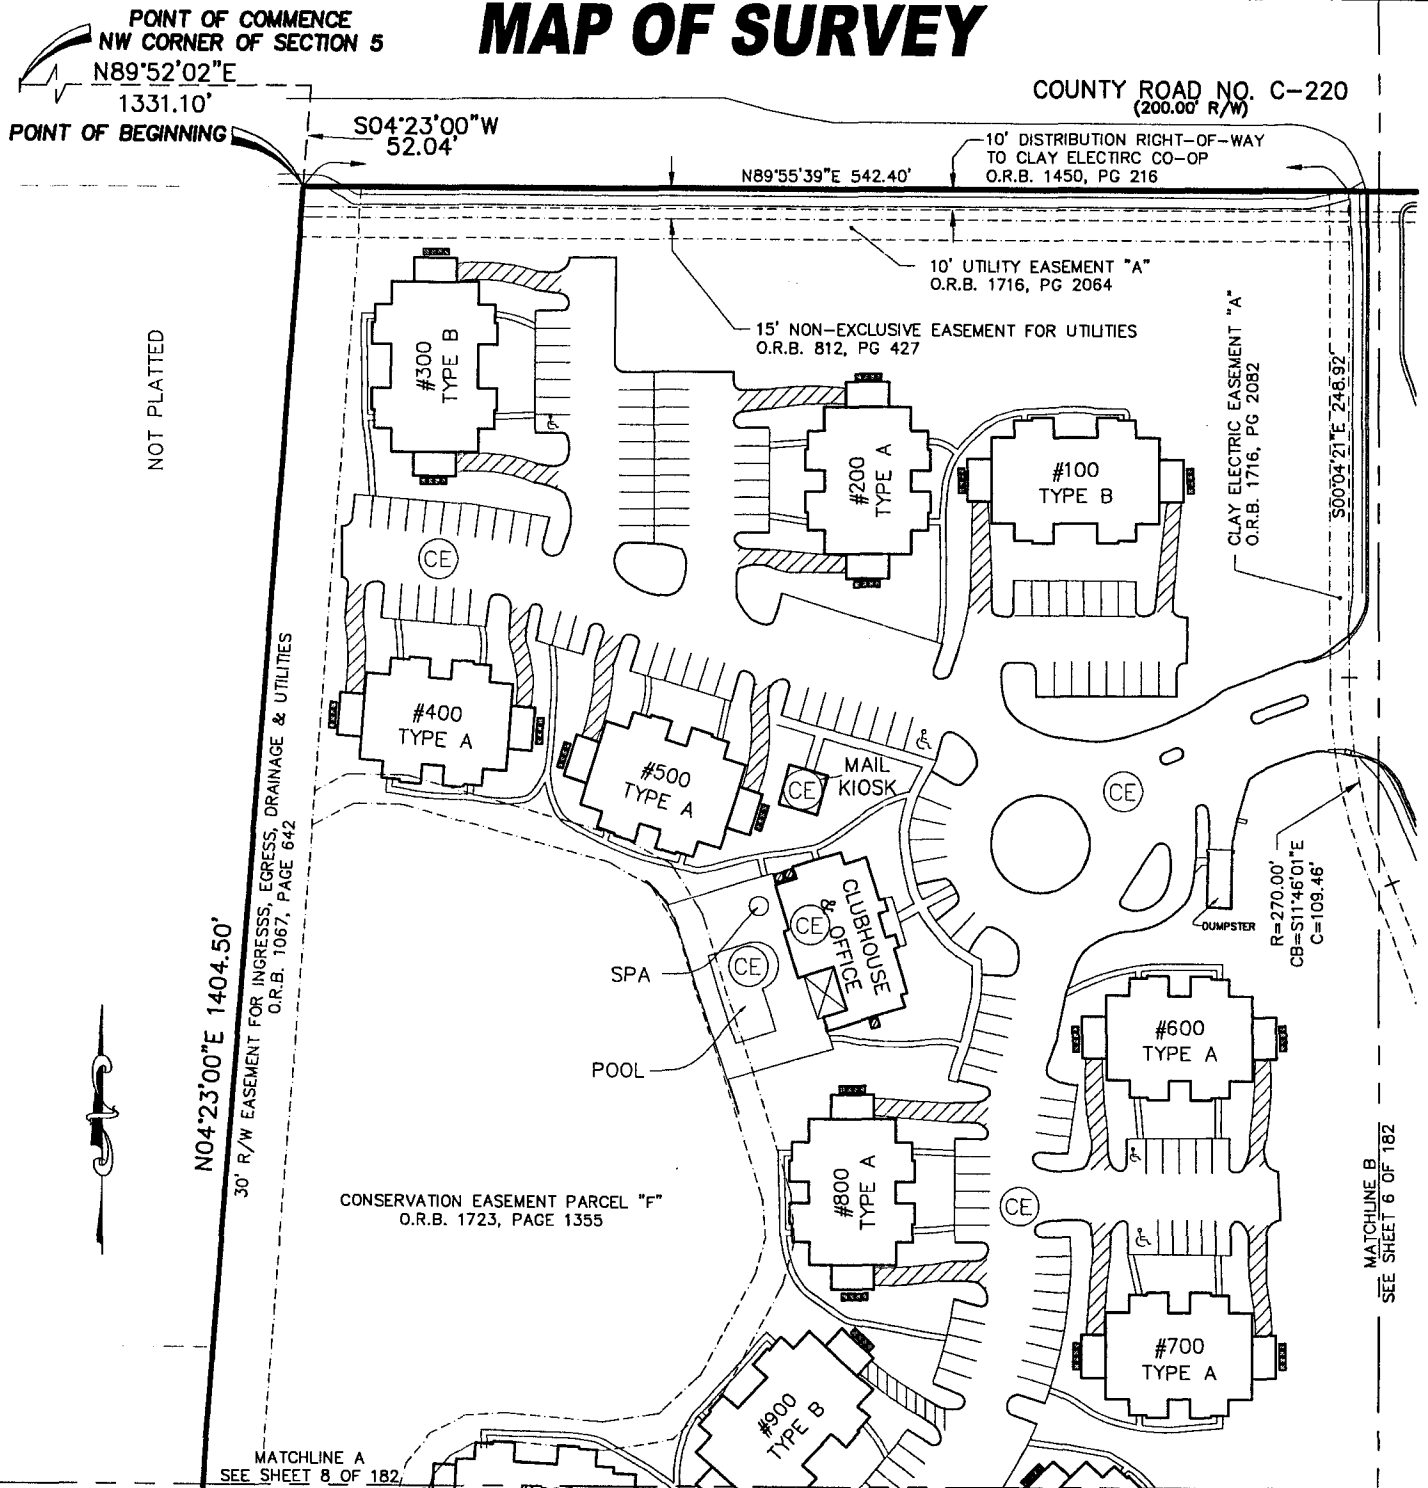 MAP OF SURVEY
POINT OF COMMENCE
NW CORNER OF SECTION 5
N89°52'02"E
1331.10'
POINT OF BEGINNING
S04°23'00"W
52.04'
COUNTY ROAD NO. C-220
(200.00' R/W)
10' DISTRIBUTION RIGHT-OF-WAY
TO CLAY ELECTIRC CO-OP
O.R.B. 1450, PG 216
N89°55'39"E 542.40'
10' UTILITY EASEMENT "A"
O.R.B. 1716, PG 2064
15' NON-EXCLUSIVE EASEMENT FOR UTILITIES
O.R.B. 812, PG 427
NOT PLATTED
#300
TYPE B
#200
TYPE A
#100
TYPE B
CLAY ELECTRIC EASEMENT "A"
O.R.B. 1716, PG 2082
S00°04'21"E 248.92'
CE
#400
TYPE A
#500
TYPE A
MAIL
KIOSK
CE
CE
CLUBHOUSE
&
OFFICE
CE
SPA
CE
POOL
DUMPSTER
R=270.00'
CB=S11°46'01"E
C=109.46'
N04°23'00"E 1404.50'
30' R/W EASEMENT FOR INGRESSS, EGRESS, DRAINAGE & UTILITIES
O.R.B. 1067, PAGE 642
#600
TYPE A
CONSERVATION EASEMENT PARCEL "F"
O.R.B. 1723, PAGE 1355
#800
TYPE A
CE
MATCHLINE B
SEE SHEET 6 OF 182
#700
TYPE A
#900
TYPE B
MATCHLINE A
SEE SHEET 8 OF 182